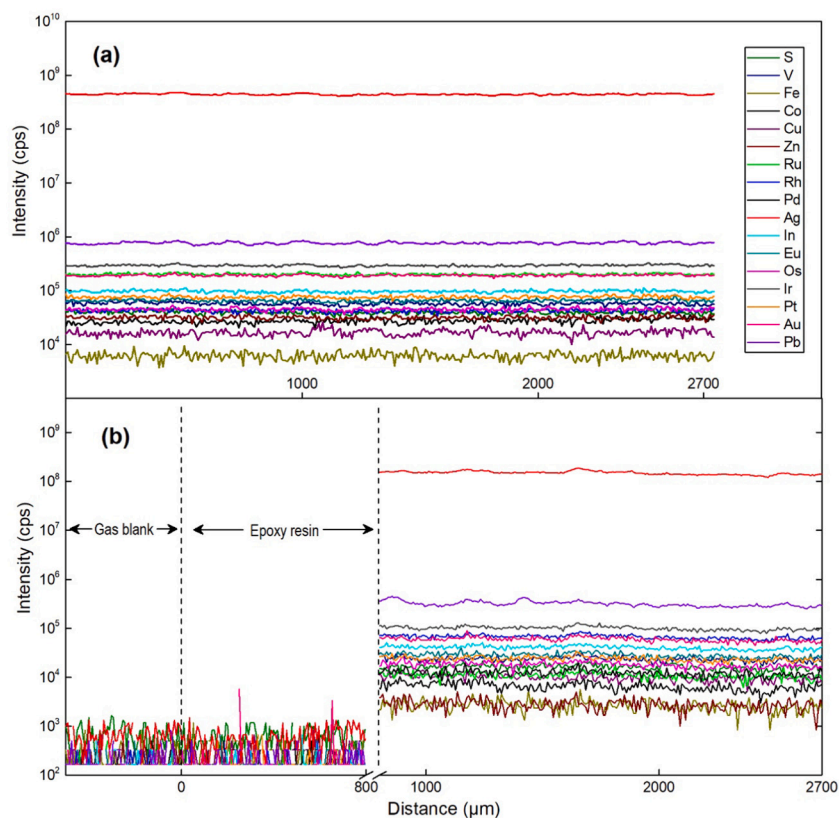 (a)
Intensity (cps)
10^10
10^9
10^8
10^7
10^6
10^5
10^4
1000
2000
2700
S
V
Fe
Co
Cu
Zn
Ru
Rh
Pd
Ag
In
Eu
Os
Ir
Pt
Au
Pb
(b)
Intensity (cps)
10^9
10^8
10^7
10^6
10^5
10^4
10^3
10^2
Gas blank
Epoxy resin
0
800
1000
2000
2700
Distance (µm)